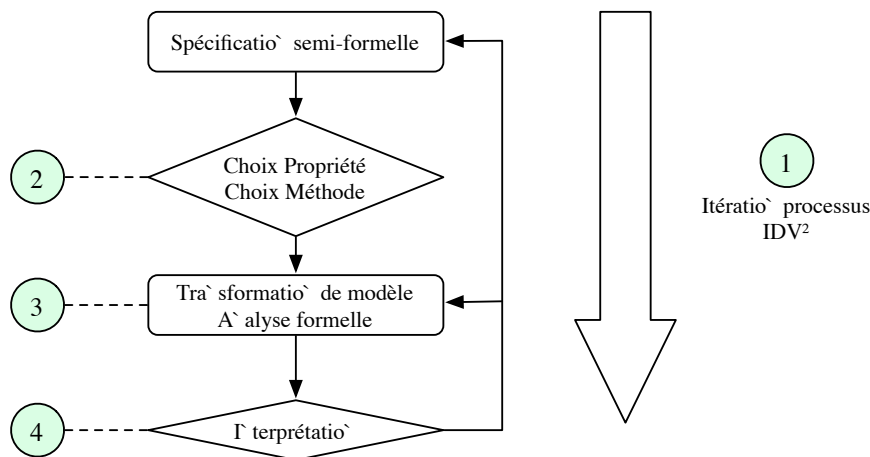 Spécificatio` semi-formelle
Choix Propriété
Choix Méthode
2
1
Itératio` processus
IDV²
Tra` sformatio` de modèle
A` alyse formelle
3
I` terprétatio`
4